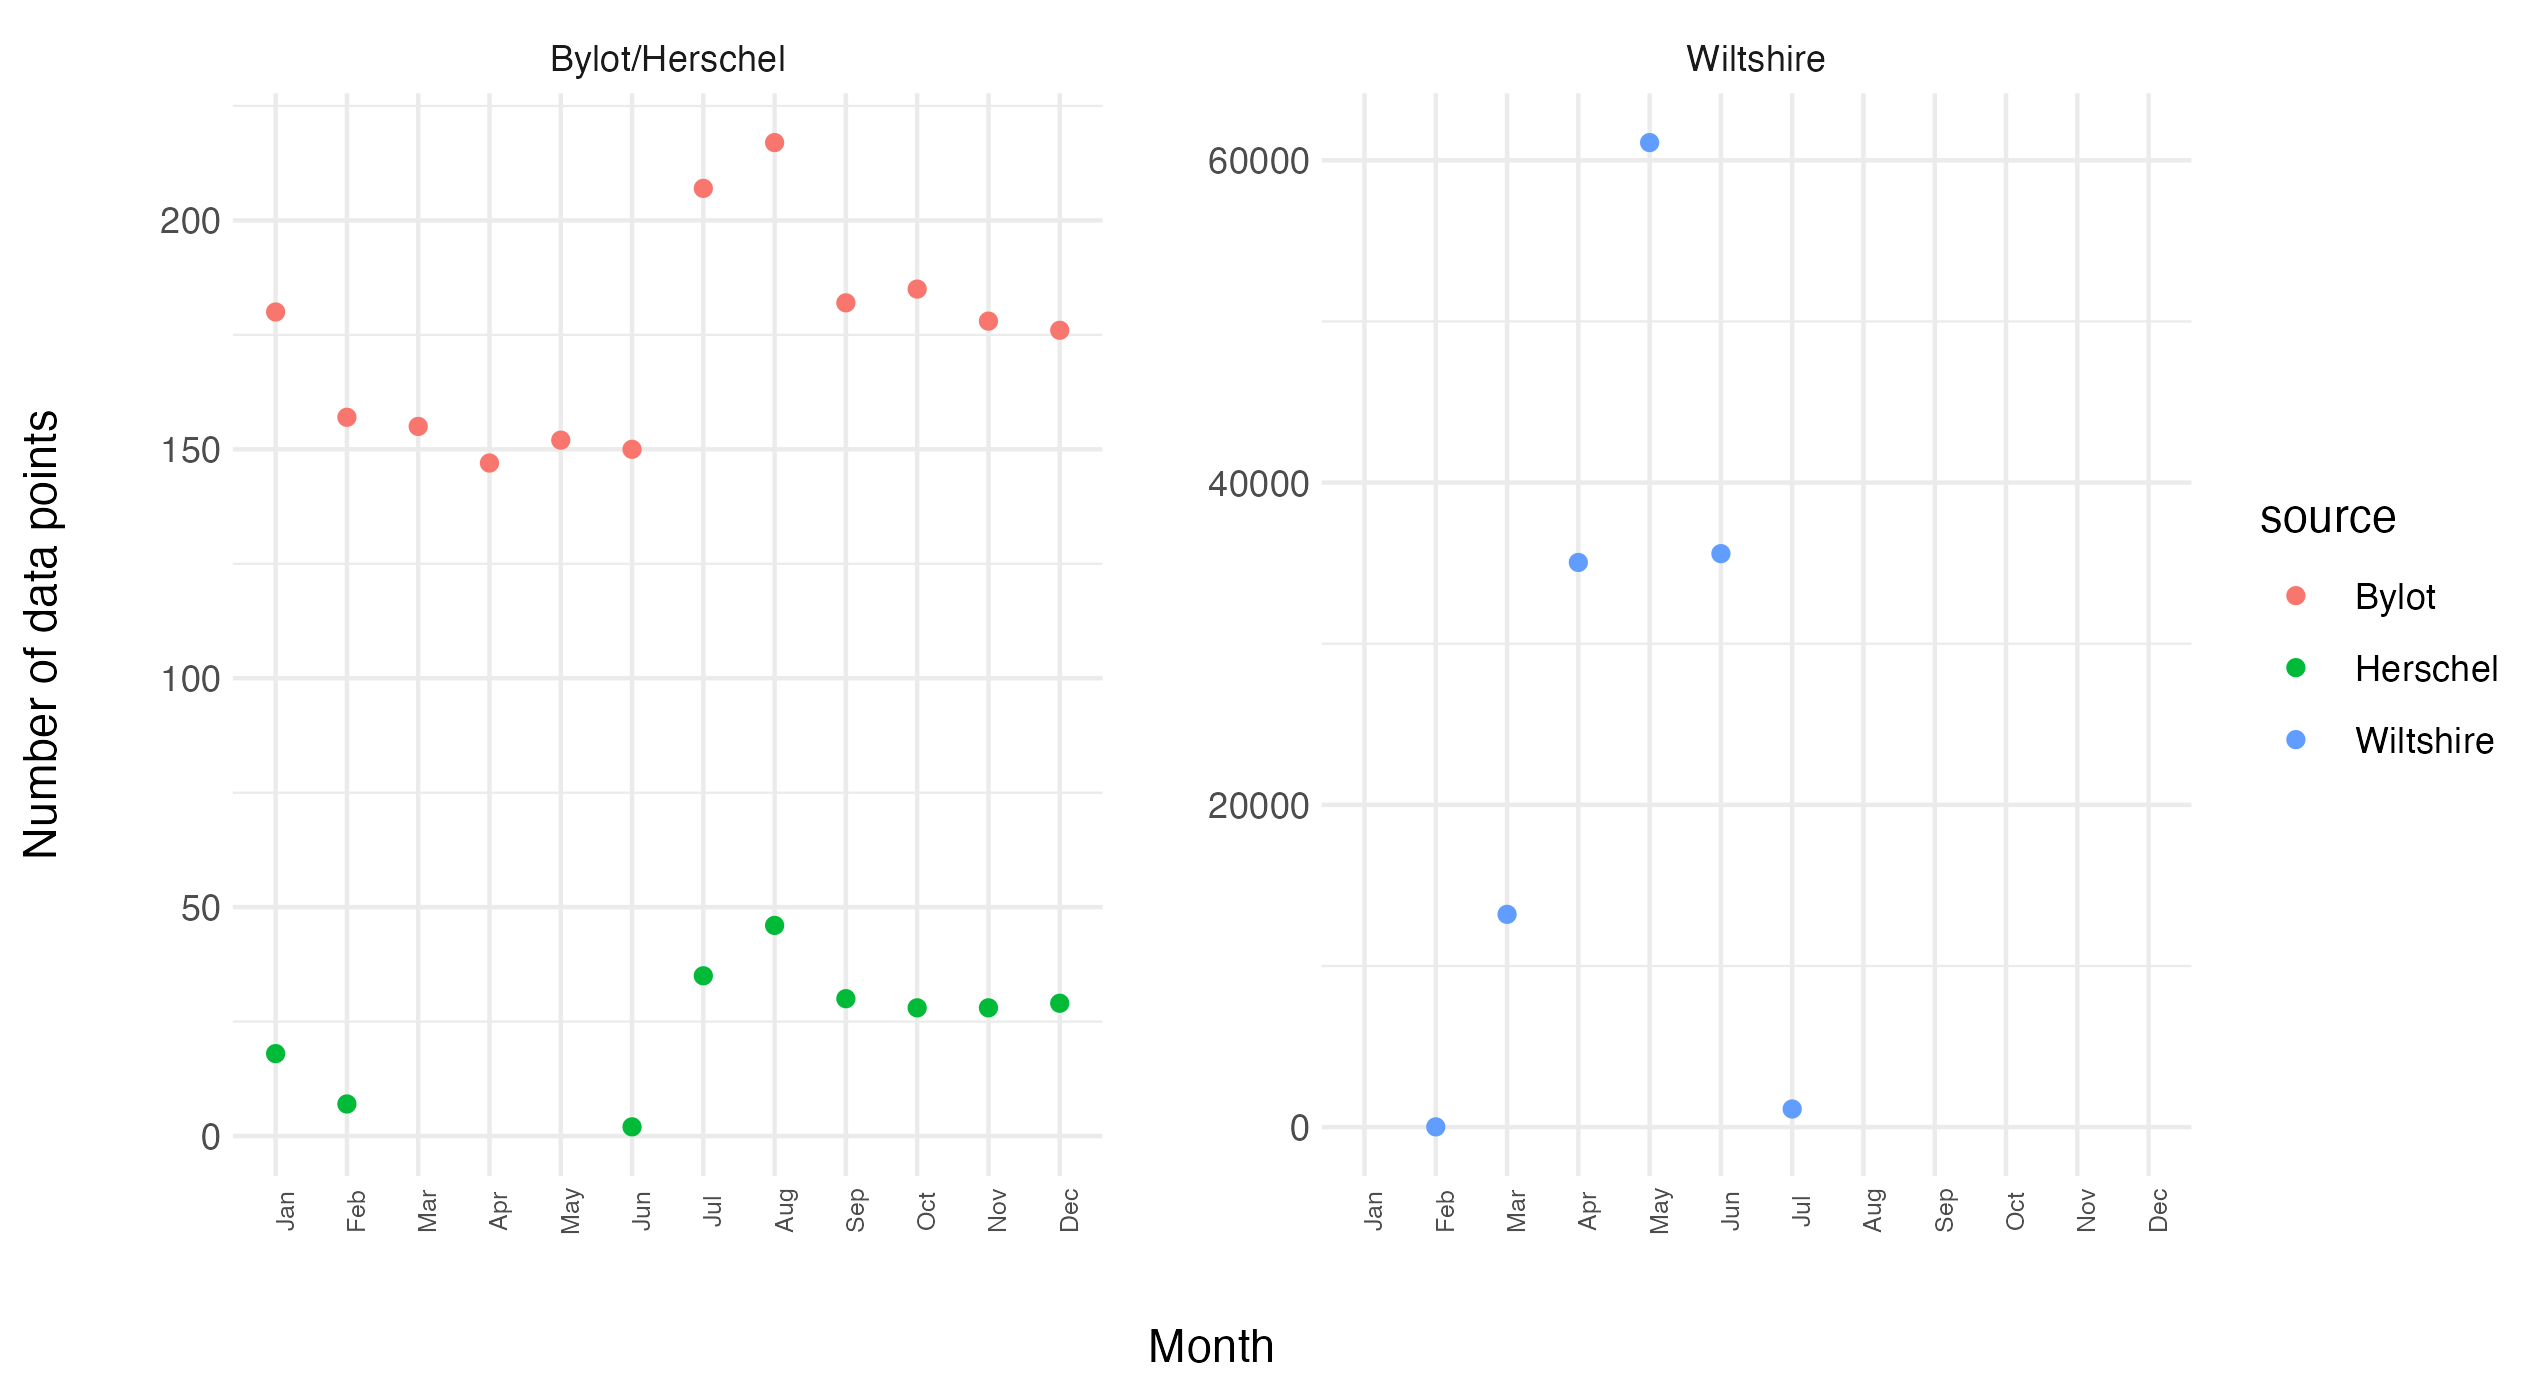 Bylot/Herschel
Wiltshire
Number of data points
200
150
100
50
0
Jan Feb Mar Apr May Jun Jul Aug Sep Oct Nov Dec
60000
40000
20000
0
Jan Feb Mar Apr May Jun Jul Aug Sep Oct Nov Dec
Month
source
Bylot
Herschel
Wiltshire